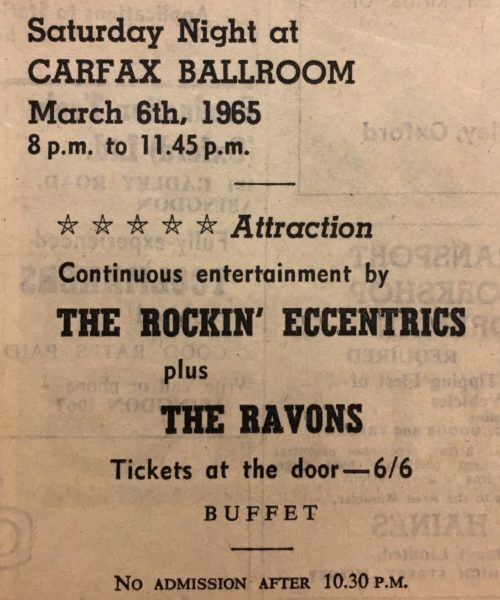 Saturday Night at
CARFAX BALLROOM
March 6th, 1965
8 p.m. to 11.45 p.m.
☆ ☆ ☆ ☆ ☆ Attraction
Continuous entertainment by
THE ROCKIN' ECCENTRICS
plus
THE RAVONS
Tickets at the door—6/6
BUFFET
NO ADMISSION AFTER 10.30 P.M.